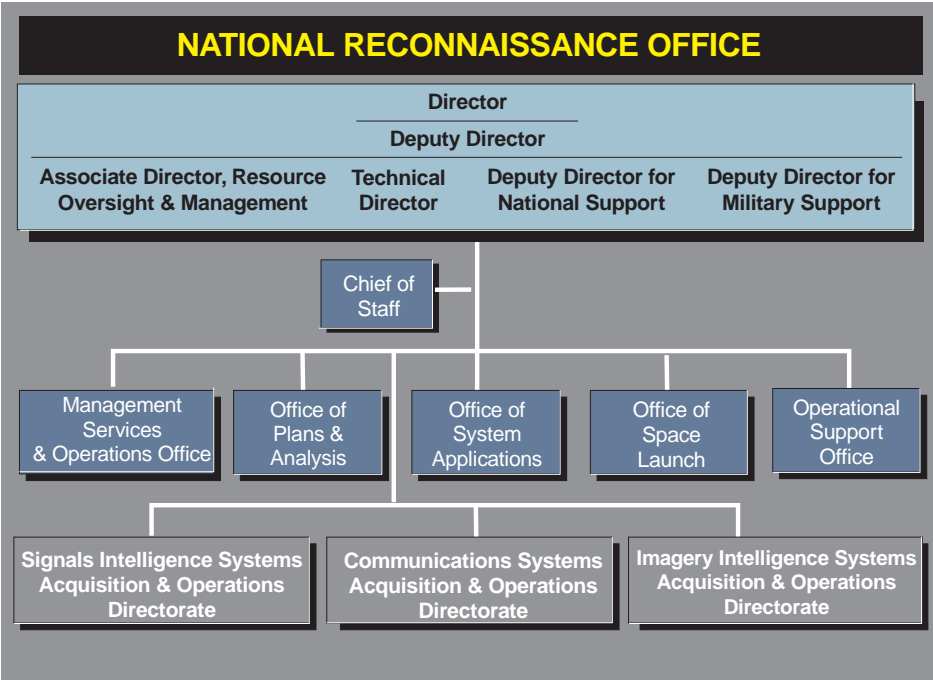 NATIONAL RECONNAISSANCE OFFICE
Director
Deputy Director
Associate Director, Resource
Oversight & Management
Technical
Director
Deputy Director for
National Support
Deputy Director for
Military Support
Chief of
Staff
Management
Services
& Operations Office
Office of
Plans &
Analysis
Office of
System
Applications
Office of
Space
Launch
Operational
Support
Office
Signals Intelligence Systems
Acquisition & Operations
Directorate
Communications Systems
Acquisition & Operations
Directorate
Imagery Intelligence Systems
Acquisition & Operations
Directorate